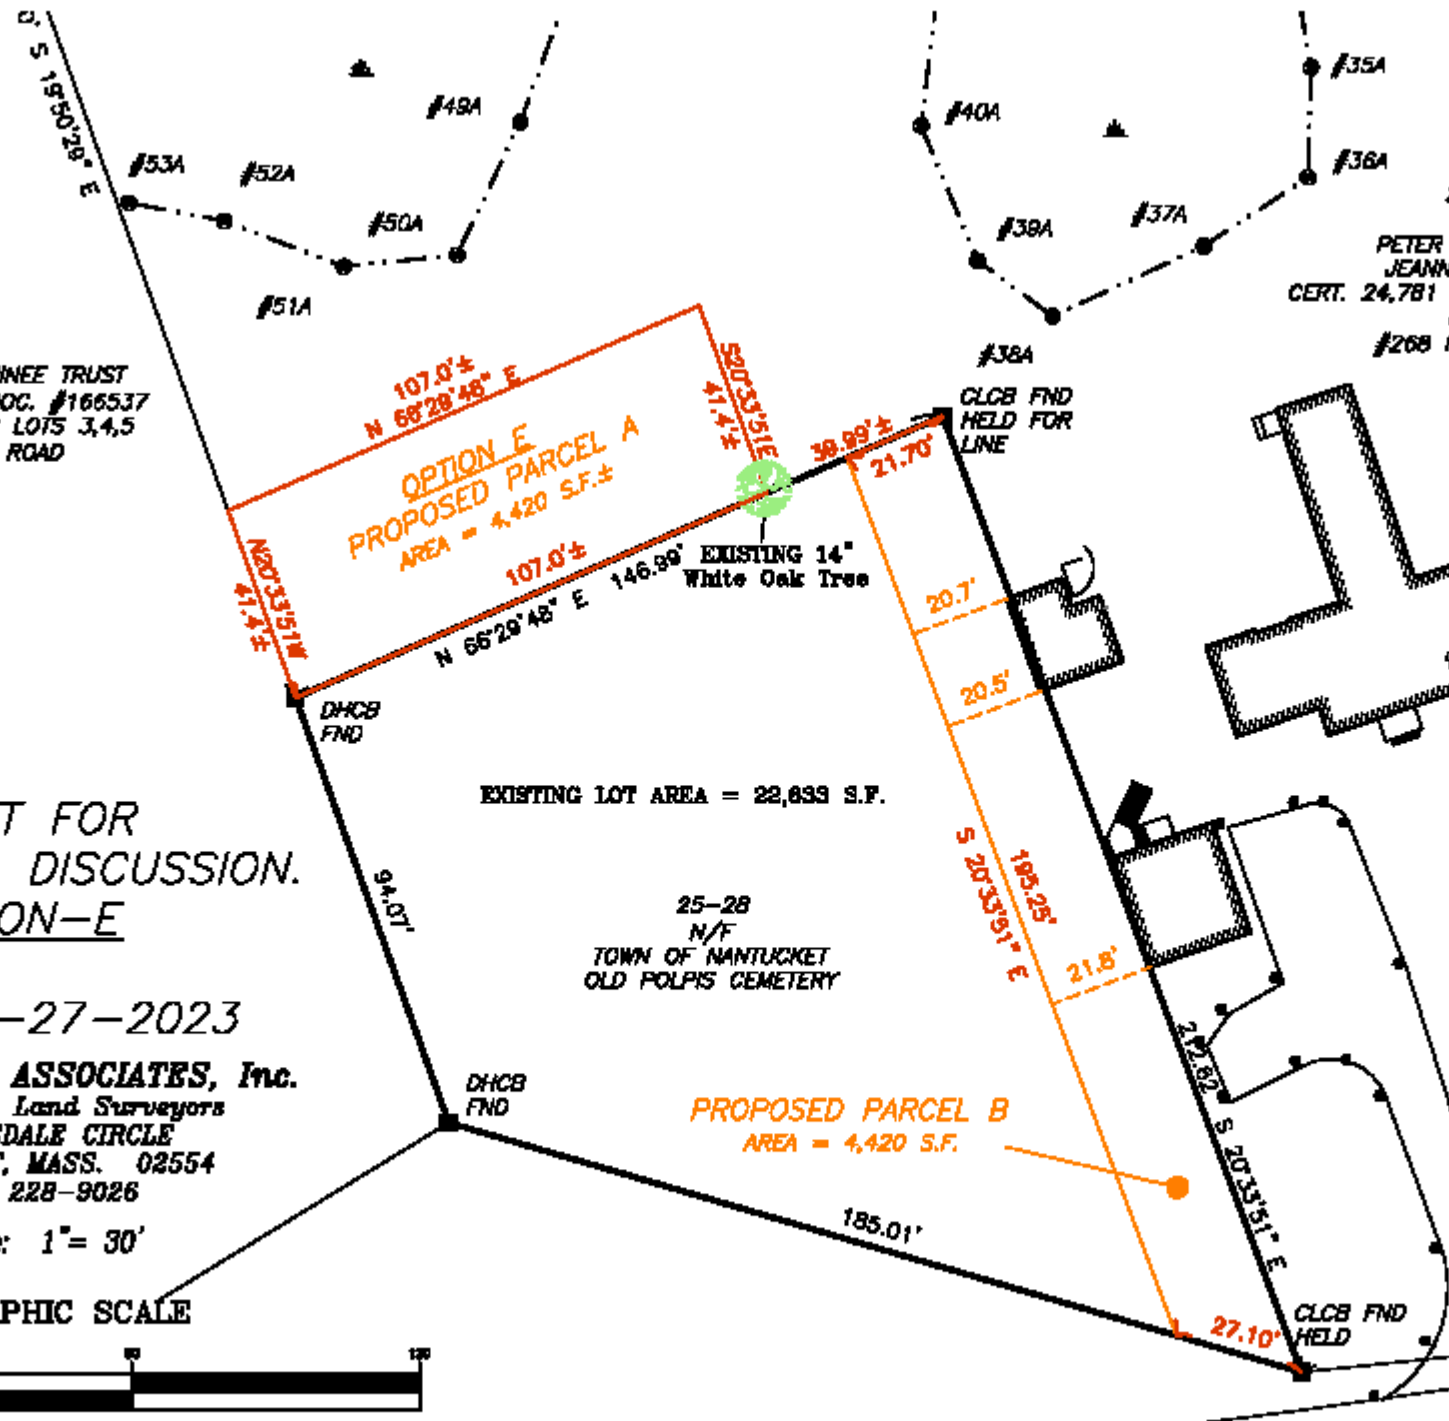 S 19°50'29" E
#53A
#52A
#49A
#50A
#51A
#40A
#39A
#38A
#37A
#36A
#35A
PETER
JEANN
CERT. 24,781
#268
NEE TRUST
OC. #166537
LOTS 3,4,5
ROAD
107.0'±
N 66°29'48" E
S20°33'51E
41.4'±
OPTION E
PROPOSED PARCEL A
AREA = 4,420 S.F.±
N20°33'51W
41.4'±
107.0'±
N 66°29'48" E 146.99'
39.99'±
21.70'
CLCB FND
HELD FOR
LINE
EXISTING 14"
White Oak Tree
20.7'
20.5'
DHCB
FND
EXISTING LOT AREA = 22,633 S.F.
94.07'
25-28
N/F
TOWN OF NANTUCKET
OLD POLPIS CEMETERY
195.25'
S 20°33'51" E
21.8'
212.82' S 20°33'51" E
T FOR
DISCUSSION.
ON-E
-27-2023
ASSOCIATES, Inc.
Land Surveyors
DALE CIRCLE
T, MASS. 02554
228-9026
: 1"= 30'
PHIC SCALE
60
120
DHCB
FND
PROPOSED PARCEL B
AREA = 4,420 S.F.
185.01'
27.10'
CLCB FND
HELD